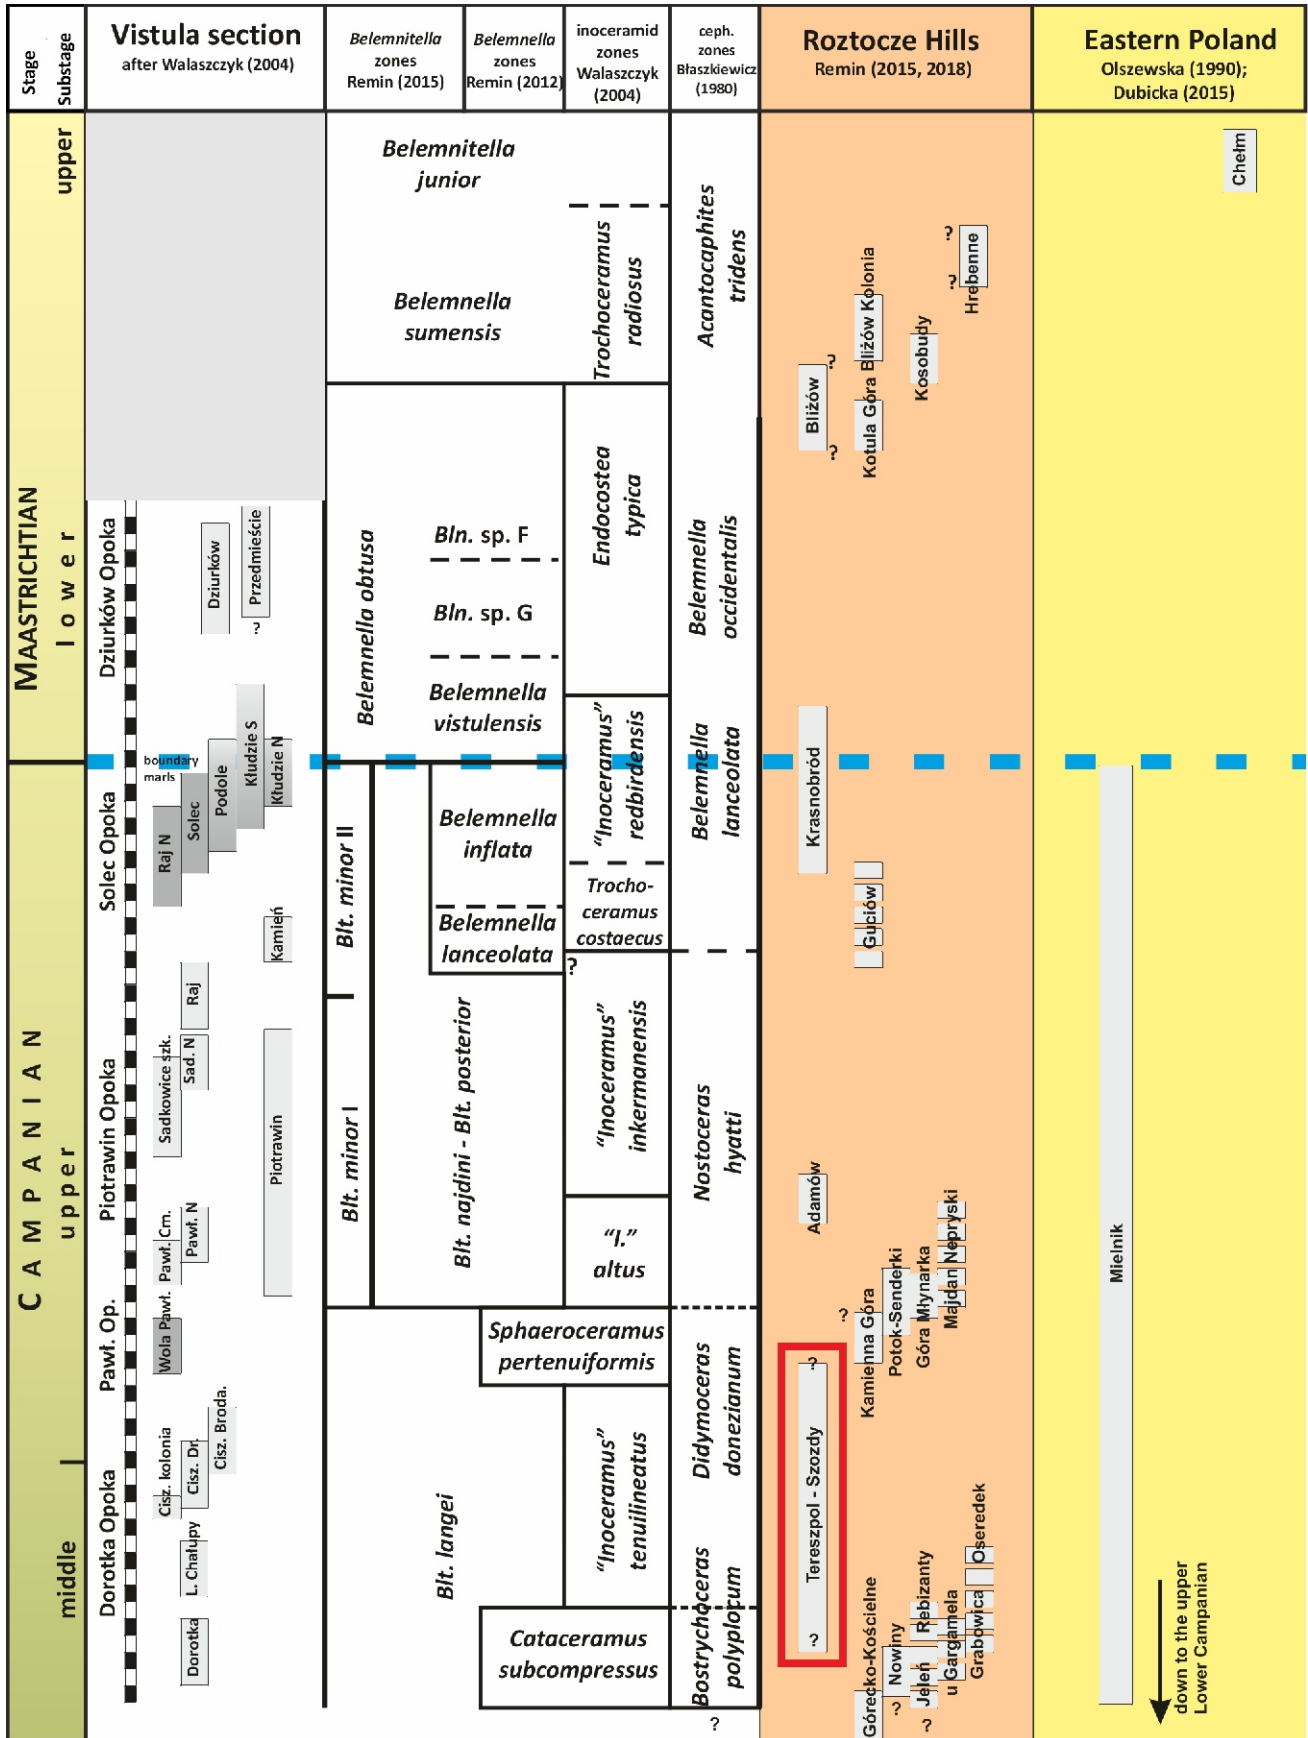 Stage
Substage
Vistula section
after Walaszczyk (2004)
Belemnitella
zones
Remin (2015)
Belemnella
zones
Remin (2012)
inoceramid
zones
Walaszczyk
(2004)
ceph.
zones
Błaszkiewicz
(1980)
Roztocze Hills
Remin (2015, 2018)
Eastern Poland
Olszewska (1990);
Dubicka (2015)
MAASTRICHTIAN
upper
lower
CAMPANIAN
upper
middle
Dziurków Opoka
Solec Opoka
Piotrawin Opoka
Pawł. Op.
Dorotka Opoka
Dziurków
Przedmieście
?
boundary
marls
Raj N
Solec
Podole
Kłudzie S
Kłudzie N
Kamień
Raj
Sadkowice szk.
Sad. N
Piotrawin
Pawł. Cm.
Pawł. N
Wola Pawł.
Cisz. kolonia
Cisz. Dr.
Cisz. Broda.
L. Chałupy
Dorotka
Belemnitella
junior
Belemnella
sumensis
Belemnella obtusa
Bln. sp. F
Bln. sp. G
Belemnella
vistulensis
Blt. minor II
Belemnella
inflata
Belemnella
lanceolata
Blt. minor I
Blt. najdini - Blt. posterior
Blt. langei
Trochoceramus
radiosus
Endocostea
typica
"Inoceramus"
redbirdensis
Trocho-
ceramus
costaecus
?
"Inoceramus"
inkermanensis
"I."
altus
Sphaeroceramus
pertenuiformis
"Inoceramus"
tenuilineatus
Cataceramus
subcompressus
Acantocaphites
tridens
Belemnella
occidentalis
Belemnella
lanceolata
Nostoceras
hyatti
Didymoceras
donezianum
Bostrychoceras
polyplocum
?
Hrebenne
?
?
Bliżów Kolonia
Kosobudy
Bliżów
?
?
Kotula Góra
Krasnobród
Guciów
Adamów
Majdan Nepryski
Góra Młynarka
Potok-Senderki
Kamienna Góra
?
?
Tereszpol - Szozdy
?
Oseredek
Rebizanty
Grabowica
u Gargamela
Nowiny
Jeleń
Górecko-Kościelne
?
?
Chełm
Mielnik
down to the upper
Lower Campanian